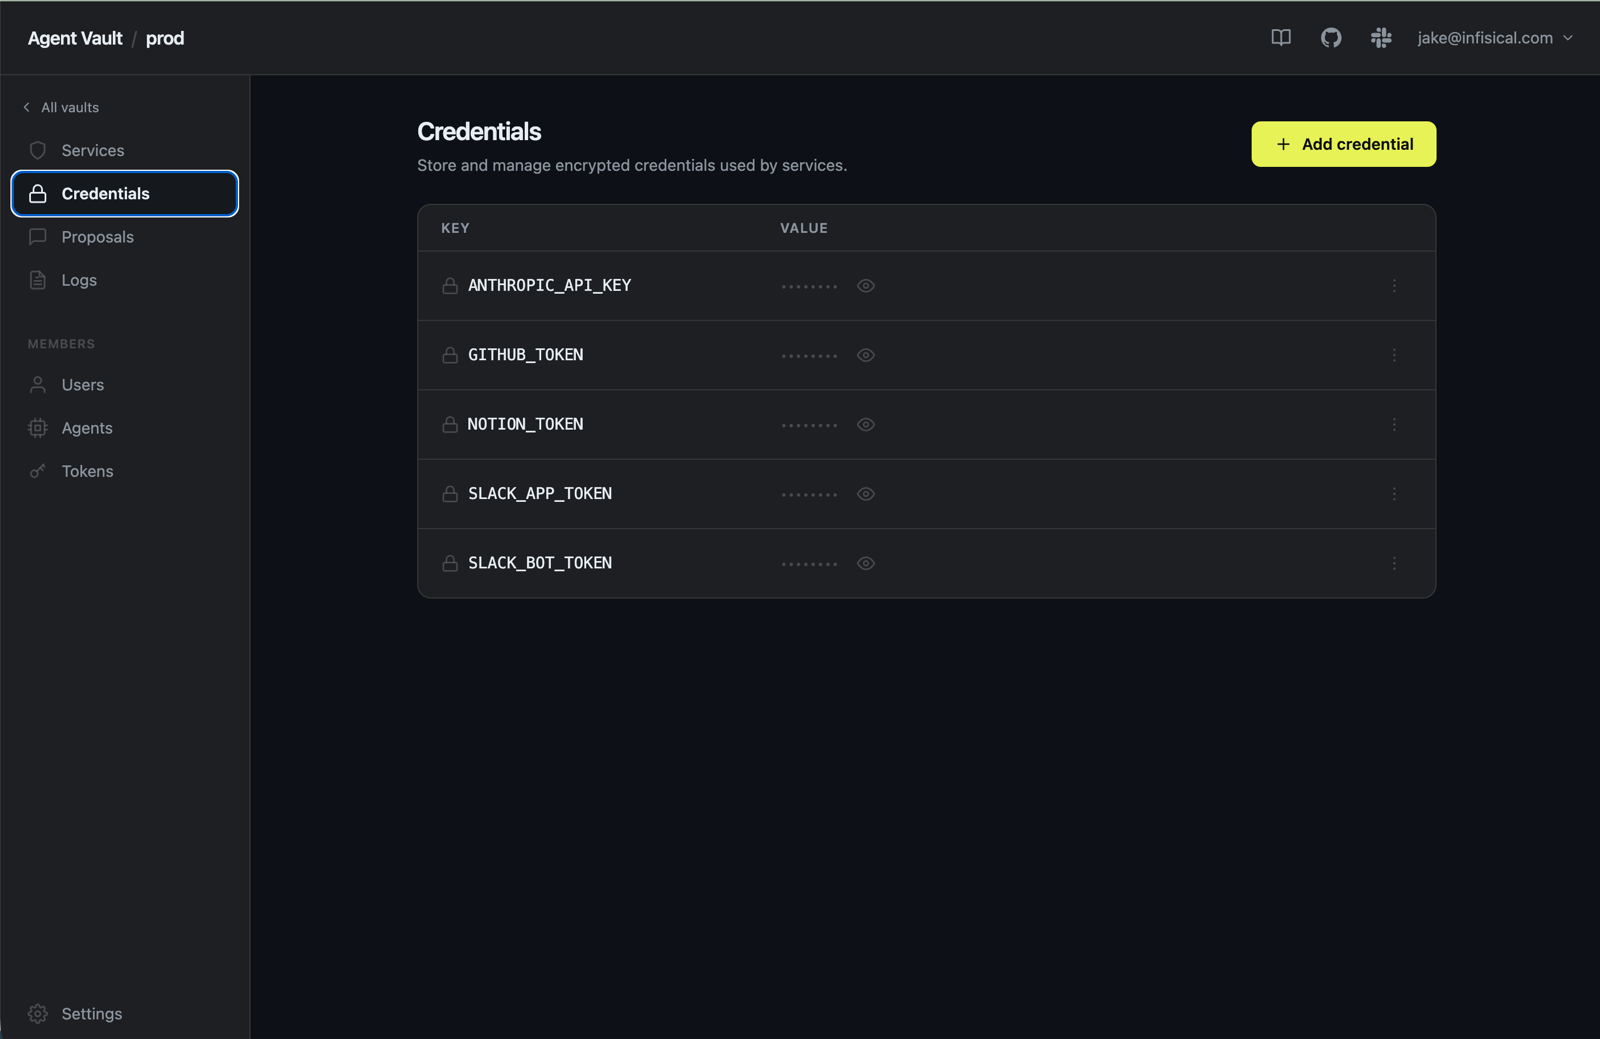 Agent Vault / prod
jake@infisical.com
All vaults
Services
Credentials
Proposals
Logs
MEMBERS
Users
Agents
Tokens
Settings
Credentials
Store and manage encrypted credentials used by services.
+ Add credential
KEY VALUE
ANTHROPIC_API_KEY ••••••••
GITHUB_TOKEN ••••••••
NOTION_TOKEN ••••••••
SLACK_APP_TOKEN ••••••••
SLACK_BOT_TOKEN ••••••••